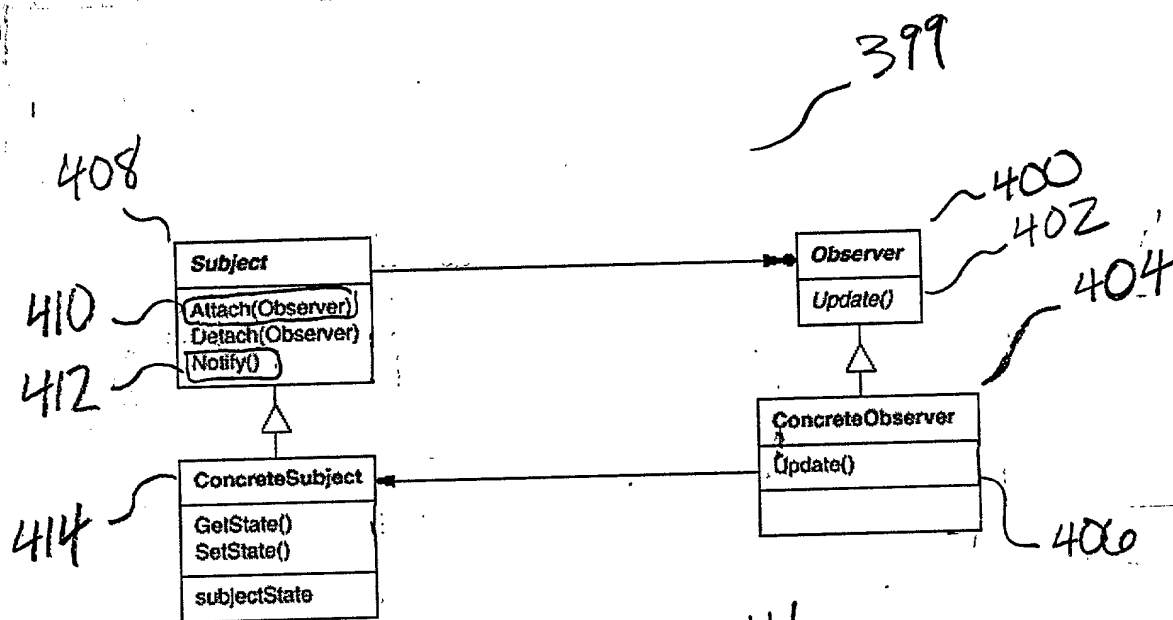 399
408
400
402
Subject
Observer
404
410
Attach(Observer)
Update()
Detach(Observer)
412
Notify()
ConcreteObserver
ConcreteSubject
Update()
414
GetState()
SetState()
406
subjectState